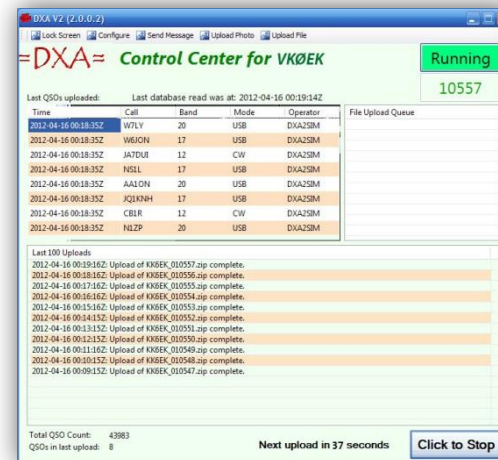 DXA V2 (2.0.0.2)
Lock Screen Configure Send Message Upload Photo Upload File
=DXA= Control Center for VKØEK
Running
10557
Last QSOs uploaded: Last database read was at: 2012-04-16 00:19:14Z
Time Call Band Mode Operator File Upload Queue
2012-04-16 00:18:35Z W7LY 20 USB DXA2SIM
2012-04-16 00:18:35Z W6JON 17 USB DXA2SIM
2012-04-16 00:18:35Z JA7DUI 12 CW DXA2SIM
2012-04-16 00:18:35Z NS1L 17 USB DXA2SIM
2012-04-16 00:18:35Z AA1ON 20 USB DXA2SIM
2012-04-16 00:18:35Z JQ1KNH 17 USB DXA2SIM
2012-04-16 00:18:35Z CB1R 12 CW DXA2SIM
2012-04-16 00:18:35Z N1ZP 20 USB DXA2SIM
Last 100 Uploads
2012-04-16 00:19:16Z: Upload of KK6EK_010557.zip complete.
2012-04-16 00:18:16Z: Upload of KK6EK_010556.zip complete.
2012-04-16 00:17:16Z: Upload of KK6EK_010555.zip complete.
2012-04-16 00:16:16Z: Upload of KK6EK_010554.zip complete.
2012-04-16 00:15:16Z: Upload of KK6EK_010553.zip complete.
2012-04-16 00:14:15Z: Upload of KK6EK_010552.zip complete.
2012-04-16 00:13:15Z: Upload of KK6EK_010551.zip complete.
2012-04-16 00:12:15Z: Upload of KK6EK_010550.zip complete.
2012-04-16 00:11:16Z: Upload of KK6EK_010549.zip complete.
2012-04-16 00:10:15Z: Upload of KK6EK_010548.zip complete.
2012-04-16 00:09:15Z: Upload of KK6EK_010547.zip complete.
Total QSO Count: 43983
QSOs in last upload: 8
Next upload in 37 seconds
Click to Stop